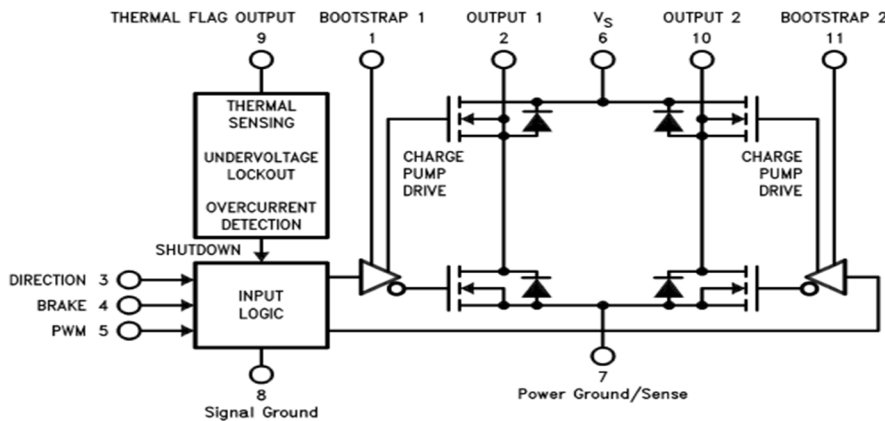 THERMAL FLAG OUTPUT
9
BOOTSTRAP 1
1
OUTPUT 1
2
VS
6
OUTPUT 2
10
BOOTSTRAP 2
11
THERMAL
SENSING
UNDERVOLTAGE
LOCKOUT
OVERCURRENT
DETECTION
SHUTDOWN
CHARGE
PUMP
DRIVE
CHARGE
PUMP
DRIVE
DIRECTION 3
BRAKE 4
PWM 5
INPUT
LOGIC
8
Signal Ground
7
Power Ground/Sense